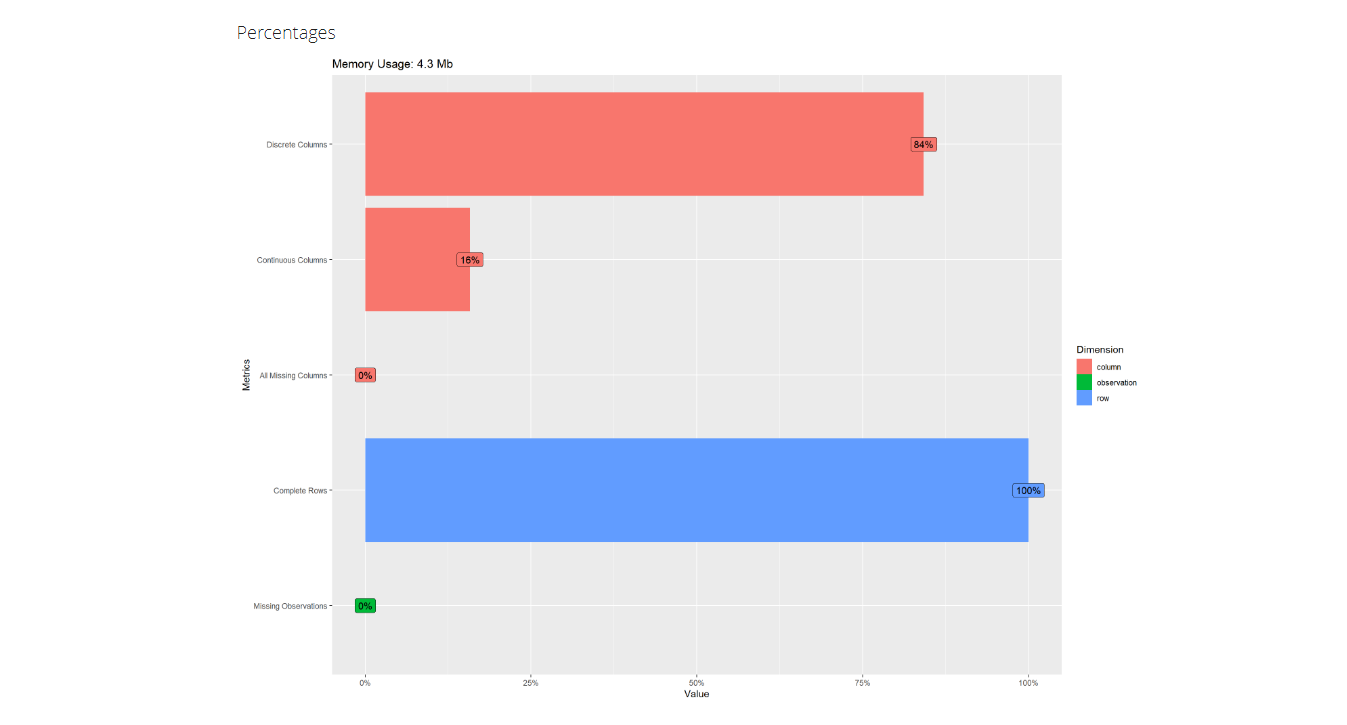 Percentages
Memory Usage: 4.3 Mb
Discrete Columns
84%
Continuous Columns
16%
Metrics
All Missing Columns
0%
Complete Rows
100%
Missing Observations
0%
0%
25%
50%
75%
100%
Value
Dimension
column
observation
row